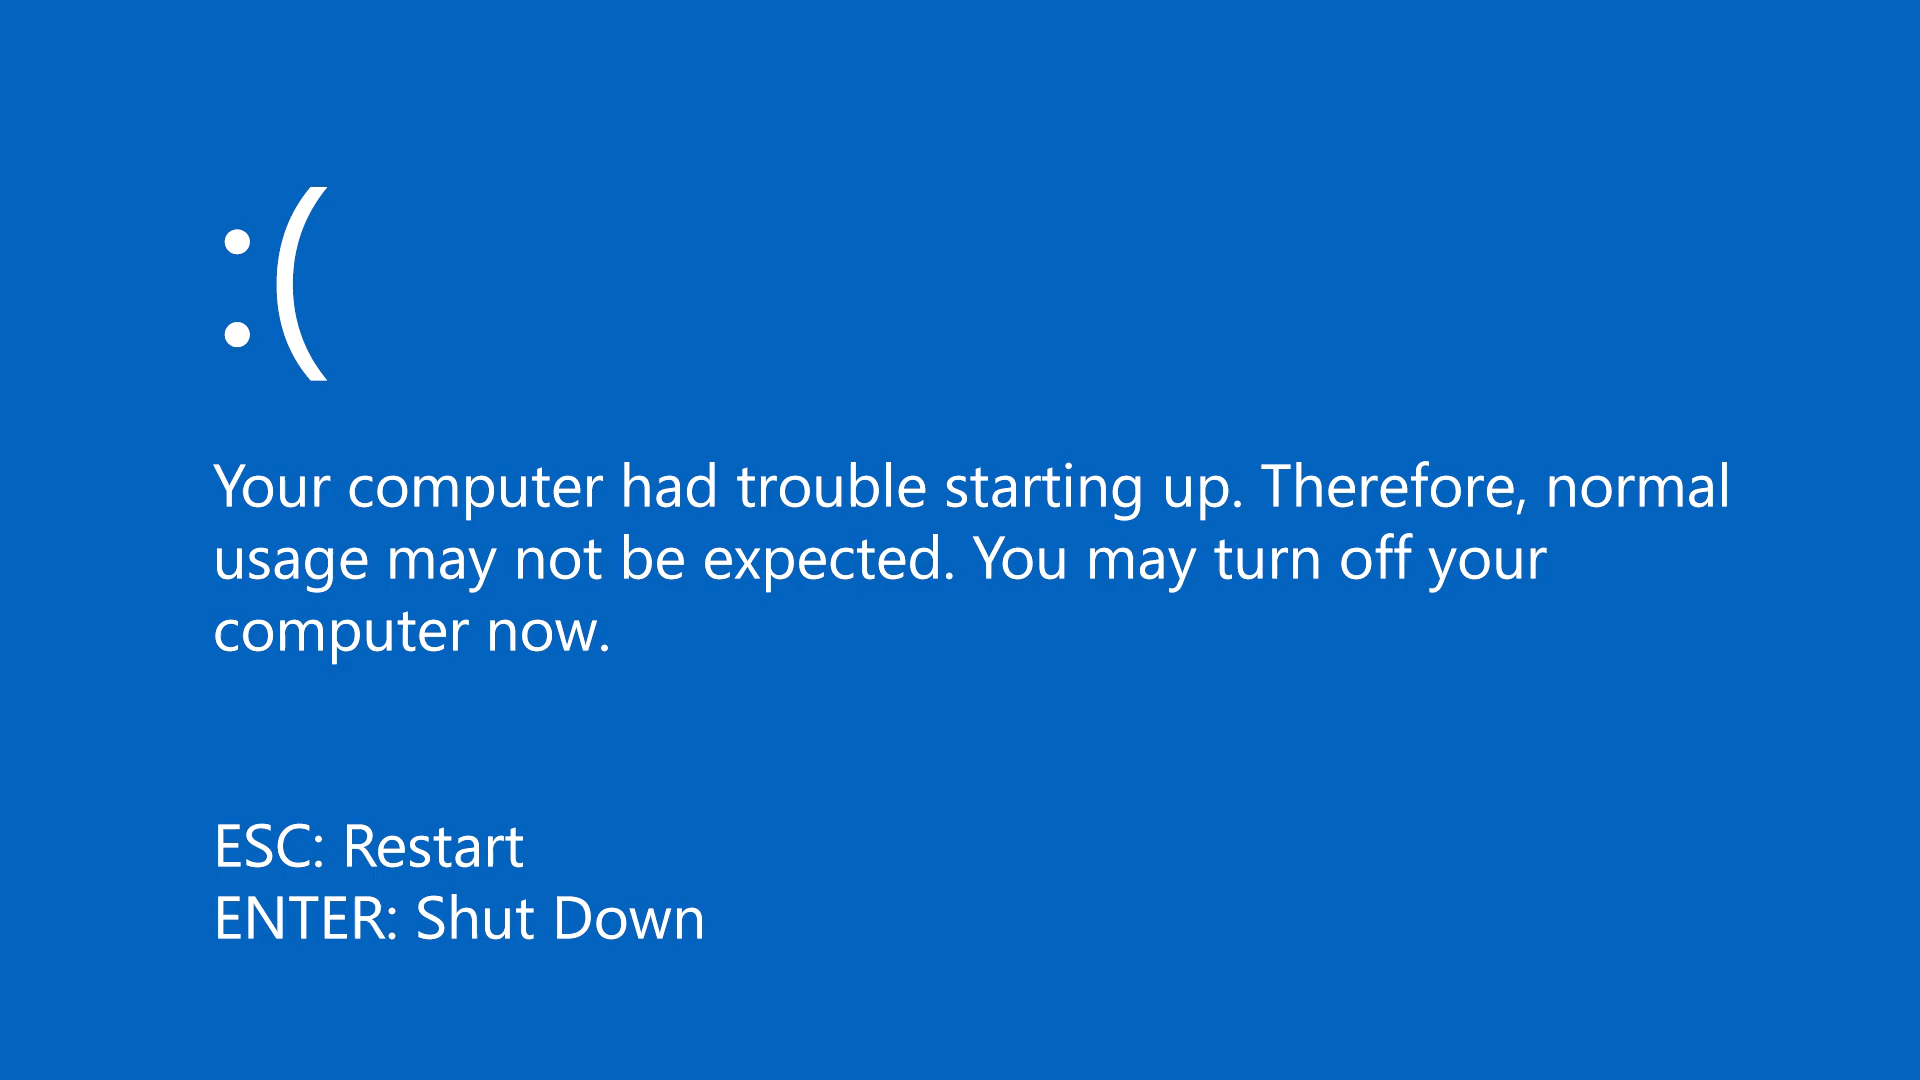 :(
Your computer had trouble starting up. Therefore, normal
usage may not be expected. You may turn off your
computer now.
ESC: Restart
ENTER: Shut Down